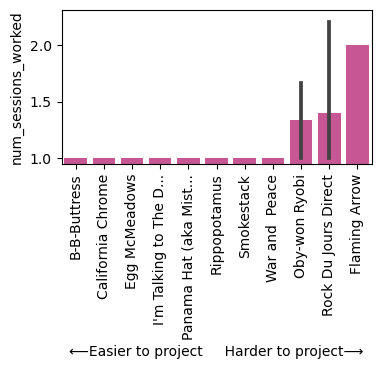 num_sessions_worked
2.0
1.5
1.0
B-B-Buttress
California Chrome
Egg McMeadows
I'm Talking to The D...
Panama Hat (aka Mist...
Rippopotamus
Smokestack
War and  Peace
Oby-won Ryobi
Rock Du Jours Direct
Flaming Arrow
⟵Easier to project     Harder to project⟶